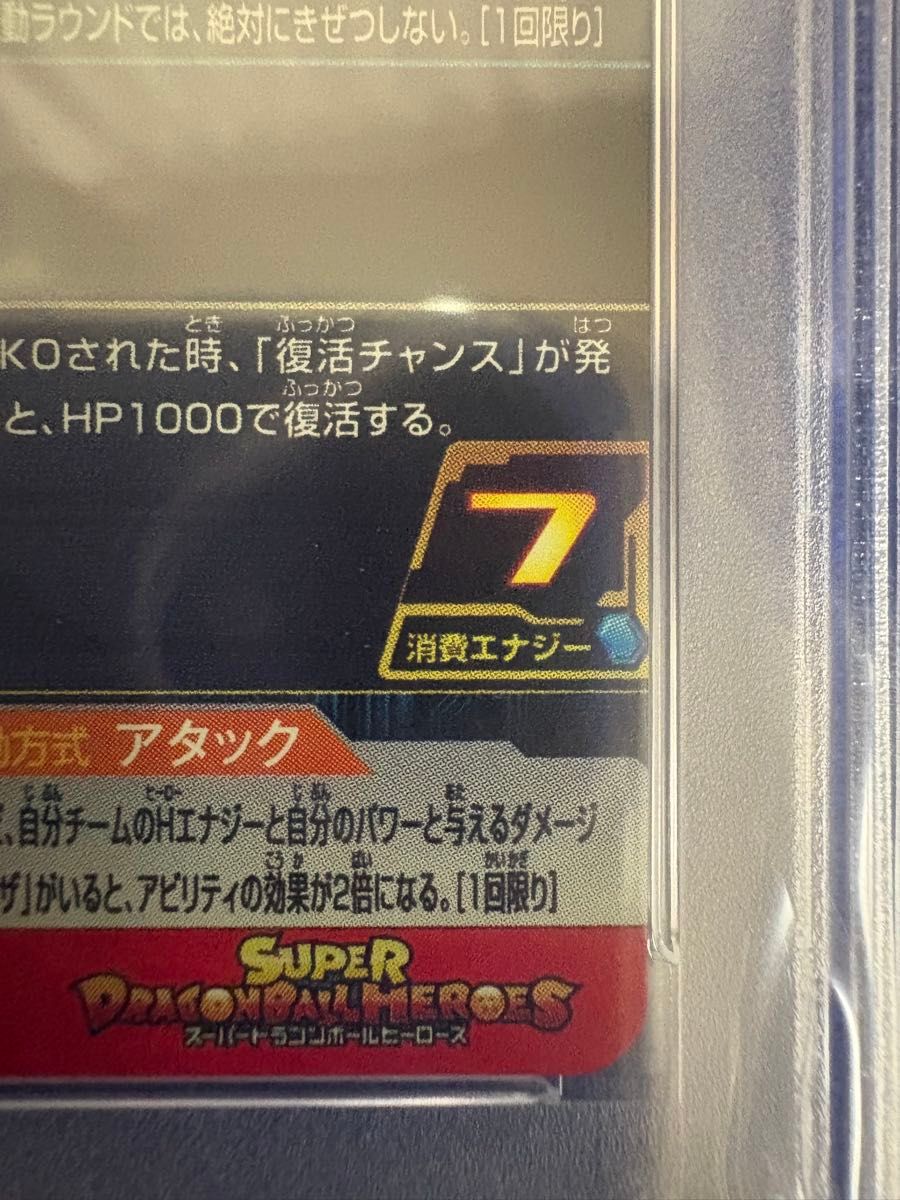 動ラウンドでは、絶対にきぜつしない。[1回限り]
KOされた時、「復活チャンス」が発
と、HP1000で復活する。
7
消費エナジー
方式 アタック
、自分チームのHエナジーと自分のパワーと与えるダメージ
ザ」がいると、アビリティの効果が2倍になる。[1回限り]
SUPER
DRAGONBALL HEROES
スーパードラゴンボールヒーローズ